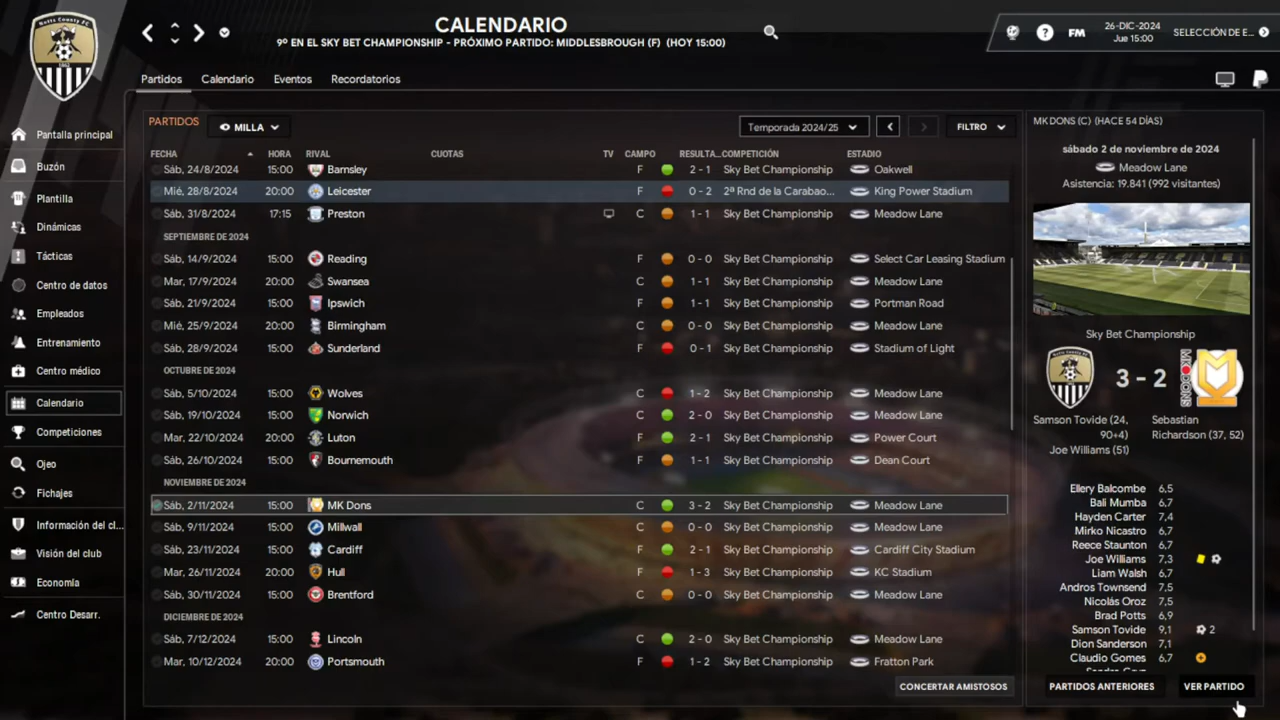 CALENDARIO
9º EN EL SKY BET CHAMPIONSHIP - PRÓXIMO PARTIDO: MIDDLESBROUGH (F) (HOY 15:00)
? FM 26-DIC-2024 SELECCIÓN DE E...
Jue 15:00
Partidos Calendario Eventos Recordatorios
Pantalla principal
Buzón
Plantilla
Dinámicas
Tácticas
Centro de datos
Empleados
Entrenamiento
Centro médico
Calendario
Competiciones
Ojeo
Fichajes
Información del cl...
Visión del club
Economía
Centro Desarr.
PARTIDOS MILLA Temporada 2024/25 FILTRO
FECHA HORA RIVAL CUOTAS TV CAMPO RESULTA... COMPETICIÓN ESTADIO
Sáb, 24/8/2024 15:00 Barnsley F 2 - 1 Sky Bet Championship Oakwell
Mié, 28/8/2024 20:00 Leicester F 0 - 2 2ª Rnd de la Carabao... King Power Stadium
Sáb, 31/8/2024 17:15 Preston C 1 - 1 Sky Bet Championship Meadow Lane
SEPTIEMBRE DE 2024
Sáb, 14/9/2024 15:00 Reading F 0 - 0 Sky Bet Championship Select Car Leasing Stadium
Mar, 17/9/2024 20:00 Swansea C 1 - 1 Sky Bet Championship Meadow Lane
Sáb, 21/9/2024 15:00 Ipswich F 1 - 1 Sky Bet Championship Portman Road
Mié, 25/9/2024 20:00 Birmingham C 0 - 0 Sky Bet Championship Meadow Lane
Sáb, 28/9/2024 15:00 Sunderland F 0 - 1 Sky Bet Championship Stadium of Light
OCTUBRE DE 2024
Sáb, 5/10/2024 15:00 Wolves C 1 - 2 Sky Bet Championship Meadow Lane
Sáb, 19/10/2024 15:00 Norwich C 2 - 0 Sky Bet Championship Meadow Lane
Mar, 22/10/2024 20:00 Luton F 2 - 1 Sky Bet Championship Power Court
Sáb, 26/10/2024 15:00 Bournemouth F 1 - 1 Sky Bet Championship Dean Court
NOVIEMBRE DE 2024
Sáb, 2/11/2024 15:00 MK Dons C 3 - 2 Sky Bet Championship Meadow Lane
Sáb, 9/11/2024 15:00 Millwall C 0 - 0 Sky Bet Championship Meadow Lane
Sáb, 23/11/2024 15:00 Cardiff F 2 - 1 Sky Bet Championship Cardiff City Stadium
Mar, 26/11/2024 20:00 Hull F 1 - 3 Sky Bet Championship KC Stadium
Sáb, 30/11/2024 15:00 Brentford C 0 - 0 Sky Bet Championship Meadow Lane
DICIEMBRE DE 2024
Sáb, 7/12/2024 15:00 Lincoln C 2 - 0 Sky Bet Championship Meadow Lane
Mar, 10/12/2024 20:00 Portsmouth F 1 - 2 Sky Bet Championship Fratton Park
CONCERTAR AMISTOSOS
MK DONS (C) (HACE 54 DÍAS)
sábado 2 de noviembre de 2024
Meadow Lane
Asistencia: 19.841 (992 visitantes)
Sky Bet Championship
3 - 2
MK DONS
Samson Tovide (24, 90+4)
Joe Williams (51)
Sebastian
Richardson (37, 52)
Ellery Balcombe 6,5
Bali Mumba 6,7
Hayden Carter 7,4
Mirko Nicastro 6,7
Reece Staunton 6,7
Joe Williams 7,3
Liam Walsh 6,7
Andros Townsend 7,5
Nicolás Oroz 7,5
Brad Potts 6,9
Samson Tovide 9,1 2
Dion Sanderson 7,1
Claudio Gomes 6,7
PARTIDOS ANTERIORES VER PARTIDO